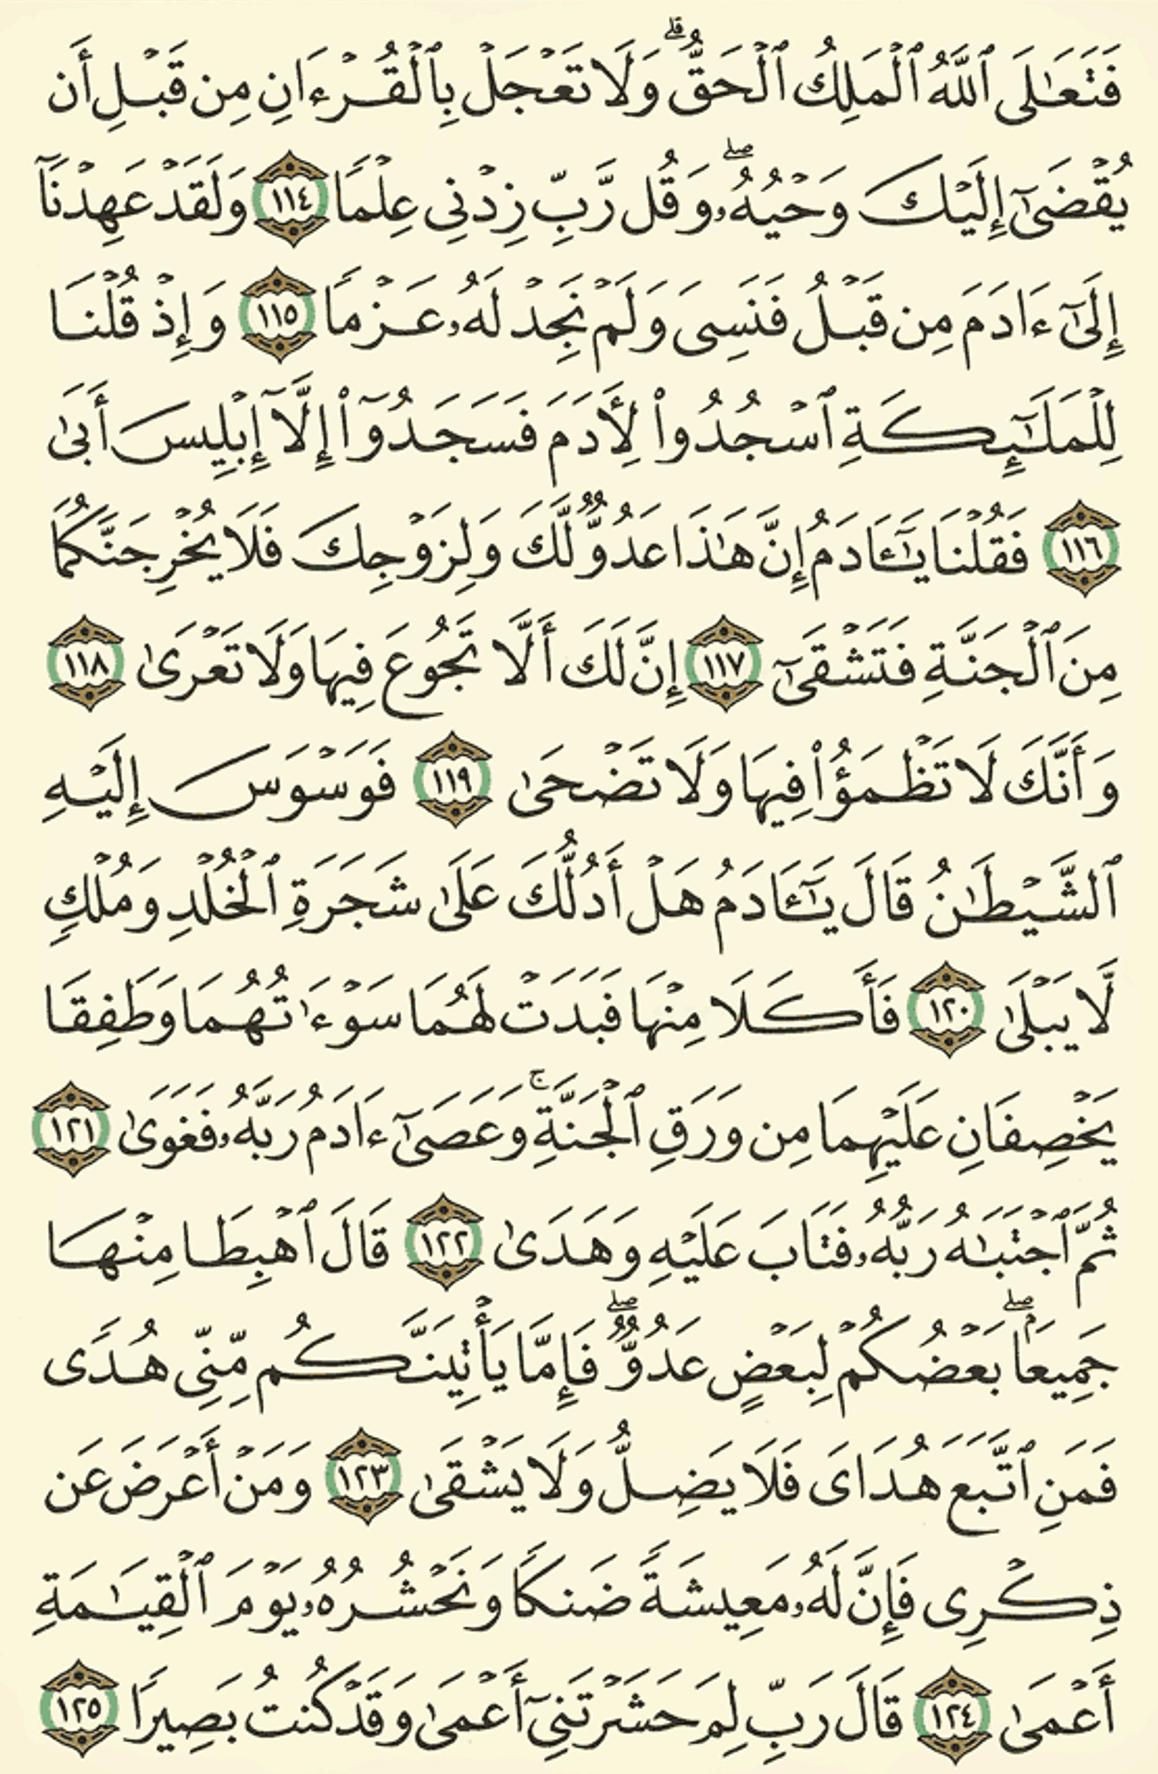 فَتَعَٰلَى ٱللَّهُ ٱلْمَلِكُ ٱلْحَقُّ ۗ وَلَا تَعْجَلْ بِٱلْقُرْءَانِ مِن قَبْلِ أَن
يُقْضَىٰٓ إِلَيْكَ وَحْيُهُۥ ۖ وَقُل رَّبِّ زِدْنِى عِلْمًا ١١٤ وَلَقَدْ عَهِدْنَآ
إِلَىٰٓ ءَادَمَ مِن قَبْلُ فَنَسِىَ وَلَمْ نَجِدْ لَهُۥ عَزْمًا ١١٥ وَإِذْ قُلْنَا
لِلْمَلَٰٓئِكَةِ ٱسْجُدُوا۟ لِأَدَمَ فَسَجَدُوٓا۟ إِلَّآ إِبْلِيسَ أَبَىٰ
١١٦ فَقُلْنَا يَٰٓـَٔادَمُ إِنَّ هَٰذَا عَدُوٌّ لَّكَ وَلِزَوْجِكَ فَلَا يُخْرِجَنَّكُمَا
مِنَ ٱلْجَنَّةِ فَتَشْقَىٰٓ ١١٧ إِنَّ لَكَ أَلَّا تَجُوعَ فِيهَا وَلَا تَعْرَىٰ ١١٨
وَأَنَّكَ لَا تَظْمَؤُا۟ فِيهَا وَلَا تَضْحَىٰ ١١٩ فَوَسْوَسَ إِلَيْهِ
ٱلشَّيْطَٰنُ قَالَ يَٰٓـَٔادَمُ هَلْ أَدُلُّكَ عَلَىٰ شَجَرَةِ ٱلْخُلْدِ وَمُلْكٍ
لَّا يَبْلَىٰ ١٢٠ فَأَكَلَا مِنْهَا فَبَدَتْ لَهُمَا سَوْءَٰتُهُمَا وَطَفِقَا
يَخْصِفَانِ عَلَيْهِمَا مِن وَرَقِ ٱلْجَنَّةِ ۚ وَعَصَىٰٓ ءَادَمُ رَبَّهُۥ فَغَوَىٰ ١٢١
ثُمَّ ٱجْتَبَٰهُ رَبُّهُۥ فَتَابَ عَلَيْهِ وَهَدَىٰ ١٢٢ قَالَ ٱهْبِطَا مِنْهَا
جَمِيعًۢا ۖ بَعْضُكُمْ لِبَعْضٍ عَدُوٌّ ۖ فَإِمَّا يَأْتِيَنَّكُم مِّنِّى هُدًى
فَمَنِ ٱتَّبَعَ هُدَاىَ فَلَا يَضِلُّ وَلَا يَشْقَىٰ ١٢٣ وَمَنْ أَعْرَضَ عَن
ذِكْرِى فَإِنَّ لَهُۥ مَعِيشَةً ضَنكًا وَنَحْشُرُهُۥ يَوْمَ ٱلْقِيَٰمَةِ
أَعْمَىٰ ١٢٤ قَالَ رَبِّ لِمَ حَشَرْتَنِىٓ أَعْمَىٰ وَقَدْ كُنتُ بَصِيرًا ١٢٥